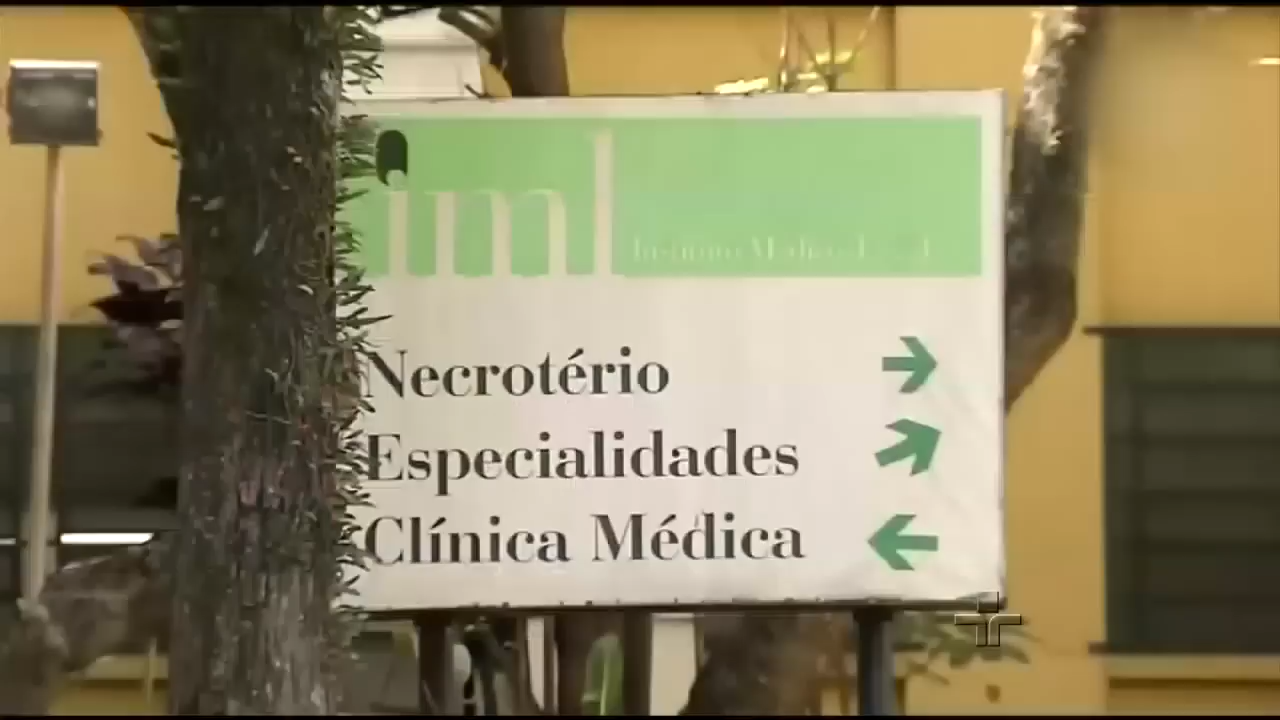 iml
Instituto Médico Legal
Necrotério
Especialidades
Clínica Médica